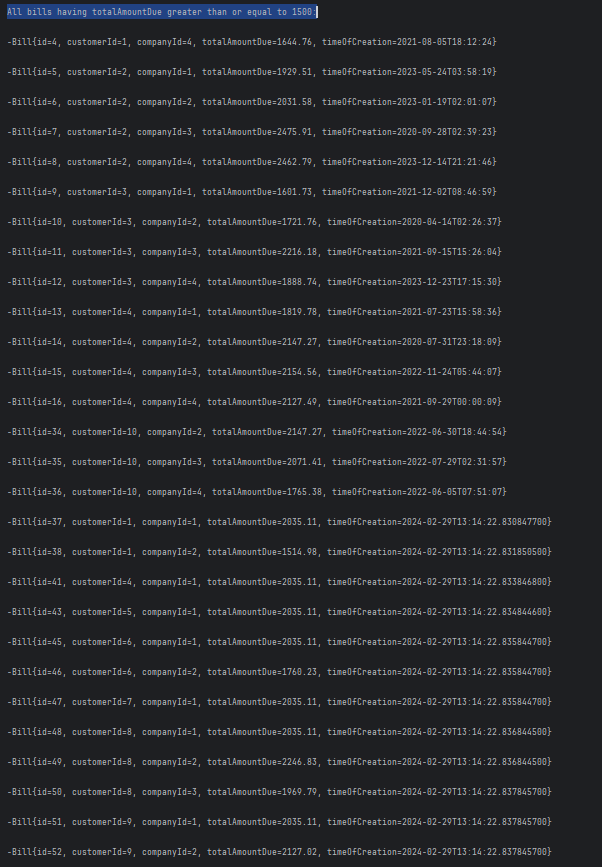 All bills having totalAmountDue greater than or equal to 1500:
-Bill{id=4, customerId=1, companyId=4, totalAmountDue=1644.76, timeOfCreation=2021-08-05T18:12:24}
-Bill{id=5, customerId=2, companyId=1, totalAmountDue=1929.51, timeOfCreation=2023-05-24T03:58:19}
-Bill{id=6, customerId=2, companyId=2, totalAmountDue=2031.58, timeOfCreation=2023-01-19T02:01:07}
-Bill{id=7, customerId=2, companyId=3, totalAmountDue=2475.91, timeOfCreation=2020-09-28T02:39:23}
-Bill{id=8, customerId=2, companyId=4, totalAmountDue=2462.79, timeOfCreation=2023-12-14T21:21:46}
-Bill{id=9, customerId=3, companyId=1, totalAmountDue=1601.73, timeOfCreation=2021-12-02T08:46:59}
-Bill{id=10, customerId=3, companyId=2, totalAmountDue=1721.76, timeOfCreation=2020-04-14T02:26:37}
-Bill{id=11, customerId=3, companyId=3, totalAmountDue=2216.18, timeOfCreation=2021-09-15T15:26:04}
-Bill{id=12, customerId=3, companyId=4, totalAmountDue=1888.74, timeOfCreation=2023-12-23T17:15:30}
-Bill{id=13, customerId=4, companyId=1, totalAmountDue=1819.78, timeOfCreation=2021-07-23T15:58:36}
-Bill{id=14, customerId=4, companyId=2, totalAmountDue=2147.27, timeOfCreation=2020-07-31T23:18:09}
-Bill{id=15, customerId=4, companyId=3, totalAmountDue=2154.56, timeOfCreation=2022-11-24T05:44:07}
-Bill{id=16, customerId=4, companyId=4, totalAmountDue=2127.49, timeOfCreation=2021-09-29T00:00:09}
-Bill{id=34, customerId=10, companyId=2, totalAmountDue=2147.27, timeOfCreation=2022-06-30T18:44:54}
-Bill{id=35, customerId=10, companyId=3, totalAmountDue=2071.41, timeOfCreation=2022-07-29T02:31:57}
-Bill{id=36, customerId=10, companyId=4, totalAmountDue=1765.38, timeOfCreation=2022-06-05T07:51:07}
-Bill{id=37, customerId=1, companyId=1, totalAmountDue=2035.11, timeOfCreation=2024-02-29T13:14:22.830847700}
-Bill{id=38, customerId=1, companyId=2, totalAmountDue=1514.98, timeOfCreation=2024-02-29T13:14:22.831850500}
-Bill{id=41, customerId=4, companyId=1, totalAmountDue=2035.11, timeOfCreation=2024-02-29T13:14:22.833846800}
-Bill{id=43, customerId=5, companyId=1, totalAmountDue=2035.11, timeOfCreation=2024-02-29T13:14:22.834844600}
-Bill{id=45, customerId=6, companyId=1, totalAmountDue=2035.11, timeOfCreation=2024-02-29T13:14:22.835844700}
-Bill{id=46, customerId=6, companyId=2, totalAmountDue=1760.23, timeOfCreation=2024-02-29T13:14:22.835844700}
-Bill{id=47, customerId=7, companyId=1, totalAmountDue=2035.11, timeOfCreation=2024-02-29T13:14:22.835844700}
-Bill{id=48, customerId=8, companyId=1, totalAmountDue=2035.11, timeOfCreation=2024-02-29T13:14:22.836844500}
-Bill{id=49, customerId=8, companyId=2, totalAmountDue=2246.83, timeOfCreation=2024-02-29T13:14:22.836844500}
-Bill{id=50, customerId=8, companyId=3, totalAmountDue=1969.79, timeOfCreation=2024-02-29T13:14:22.837845700}
-Bill{id=51, customerId=9, companyId=1, totalAmountDue=2035.11, timeOfCreation=2024-02-29T13:14:22.837845700}
-Bill{id=52, customerId=9, companyId=2, totalAmountDue=2127.02, timeOfCreation=2024-02-29T13:14:22.837845700}